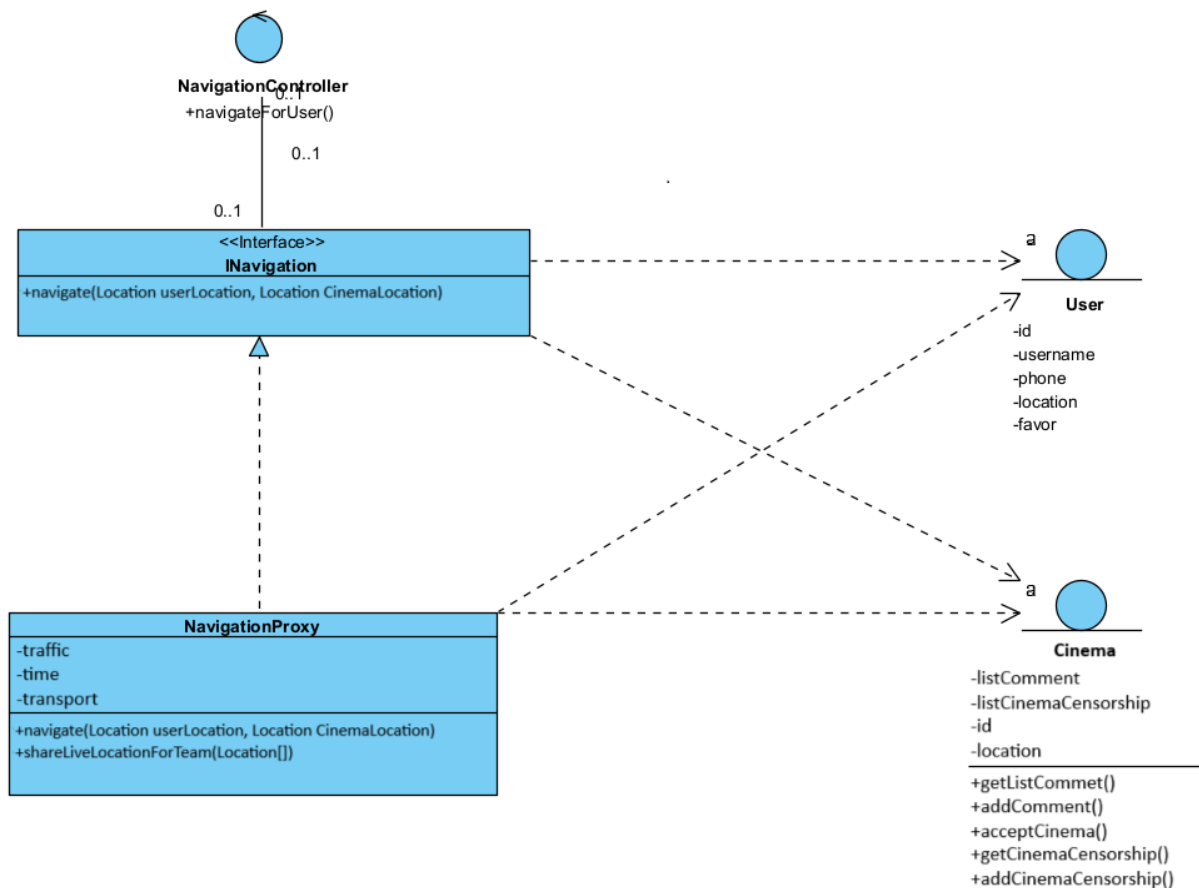 NavigationController
0..1
+navigateForUser()
0..1
0..1
<<Interface>>
INavigation
+navigate(Location userLocation, Location CinemaLocation)
a
User
-id
-username
-phone
-location
-favor
NavigationProxy
-traffic
-time
-transport
+navigate(Location userLocation, Location CinemaLocation)
+shareLiveLocationForTeam(Location[])
a
Cinema
-listComment
-listCinemaCensorship
-id
-location
+getListCommet()
+addComment()
+acceptCinema()
+getCinemaCensorship()
+addCinemaCensorship()